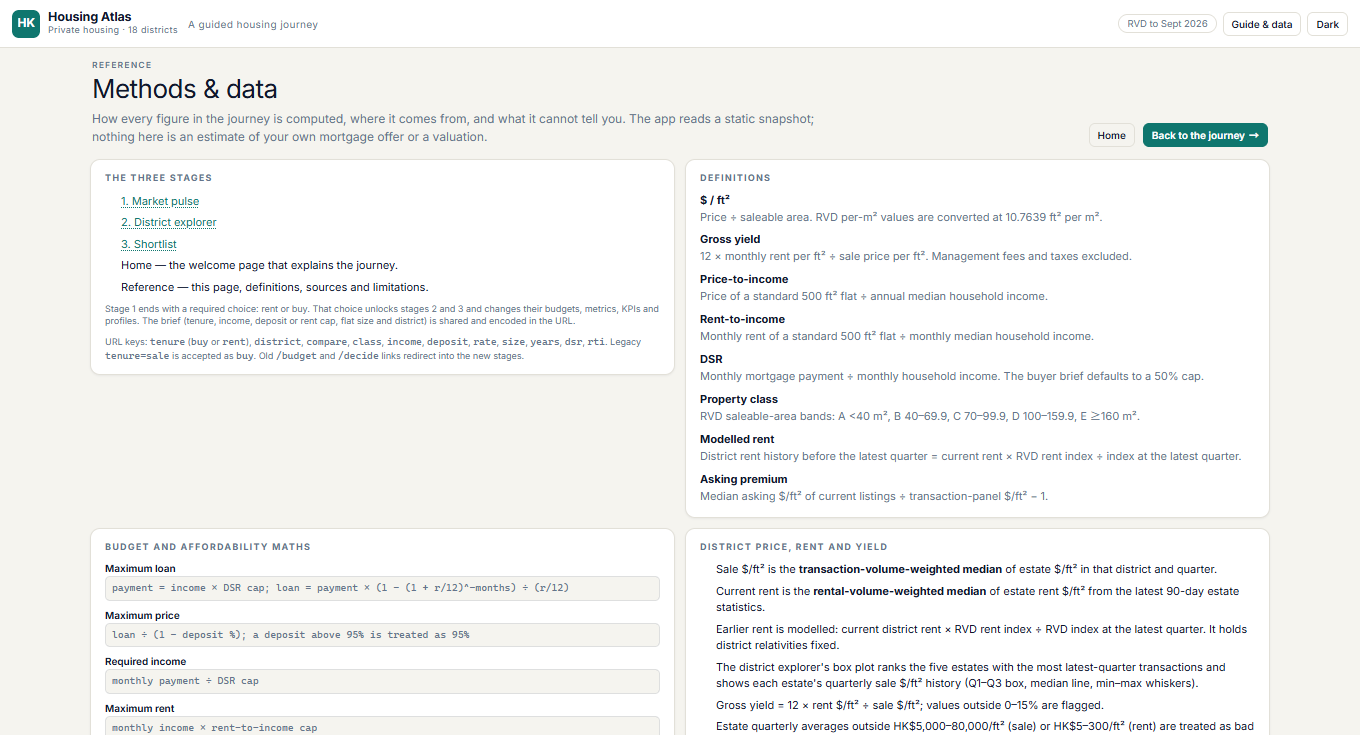 HK
Housing Atlas
Private housing · 18 districts
A guided housing journey
RVD to Sept 2026
Guide & data
Dark
REFERENCE
Methods & data
How every figure in the journey is computed, where it comes from, and what it cannot tell you. The app reads a static snapshot;
nothing here is an estimate of your own mortgage offer or a valuation.
Home
Back to the journey →
THE THREE STAGES
1. Market pulse
2. District explorer
3. Shortlist
Home — the welcome page that explains the journey.
Reference — this page, definitions, sources and limitations.
Stage 1 ends with a required choice: rent or buy. That choice unlocks stages 2 and 3 and changes their budgets, metrics, KPIs and
profiles. The brief (tenure, income, deposit or rent cap, flat size and district) is shared and encoded in the URL.
URL keys: tenure (buy or rent), district, compare, class, income, deposit, rate, size, years, dsr, rti. Legacy
tenure=sale is accepted as buy. Old /budget and /decide links redirect into the new stages.
DEFINITIONS
$ / ft²
Price ÷ saleable area. RVD per-m² values are converted at 10.7639 ft² per m².
Gross yield
12 × monthly rent per ft² ÷ sale price per ft². Management fees and taxes excluded.
Price-to-income
Price of a standard 500 ft² flat ÷ annual median household income.
Rent-to-income
Monthly rent of a standard 500 ft² flat ÷ monthly median household income.
DSR
Monthly mortgage payment ÷ monthly household income. The buyer brief defaults to a 50% cap.
Property class
RVD saleable-area bands: A <40 m², B 40–69.9, C 70–99.9, D 100–159.9, E ≥160 m².
Modelled rent
District rent history before the latest quarter = current rent × RVD rent index ÷ index at the latest quarter.
Asking premium
Median asking $/ft² of current listings ÷ transaction-panel $/ft² − 1.
BUDGET AND AFFORDABILITY MATHS
Maximum loan
payment = income × DSR cap; loan = payment × (1 − (1 + r/12)^−months) ÷ (r/12)
Maximum price
loan ÷ (1 − deposit %); a deposit above 95% is treated as 95%
Required income
monthly payment ÷ DSR cap
Maximum rent
monthly income × rent-to-income cap
DISTRICT PRICE, RENT AND YIELD
Sale $/ft² is the transaction-volume-weighted median of estate $/ft² in that district and quarter.
Current rent is the rental-volume-weighted median of estate rent $/ft² from the latest 90-day estate
statistics.
Earlier rent is modelled: current district rent × RVD rent index ÷ RVD index at the latest quarter. It holds
district relativities fixed.
The district explorer's box plot ranks the five estates with the most latest-quarter transactions and
shows each estate's quarterly sale $/ft² history (Q1–Q3 box, median line, min–max whiskers).
Gross yield = 12 × rent $/ft² ÷ sale $/ft²; values outside 0–15% are flagged.
Estate quarterly averages outside HK$5,000–80,000/ft² (sale) or HK$5–300/ft² (rent) are treated as bad